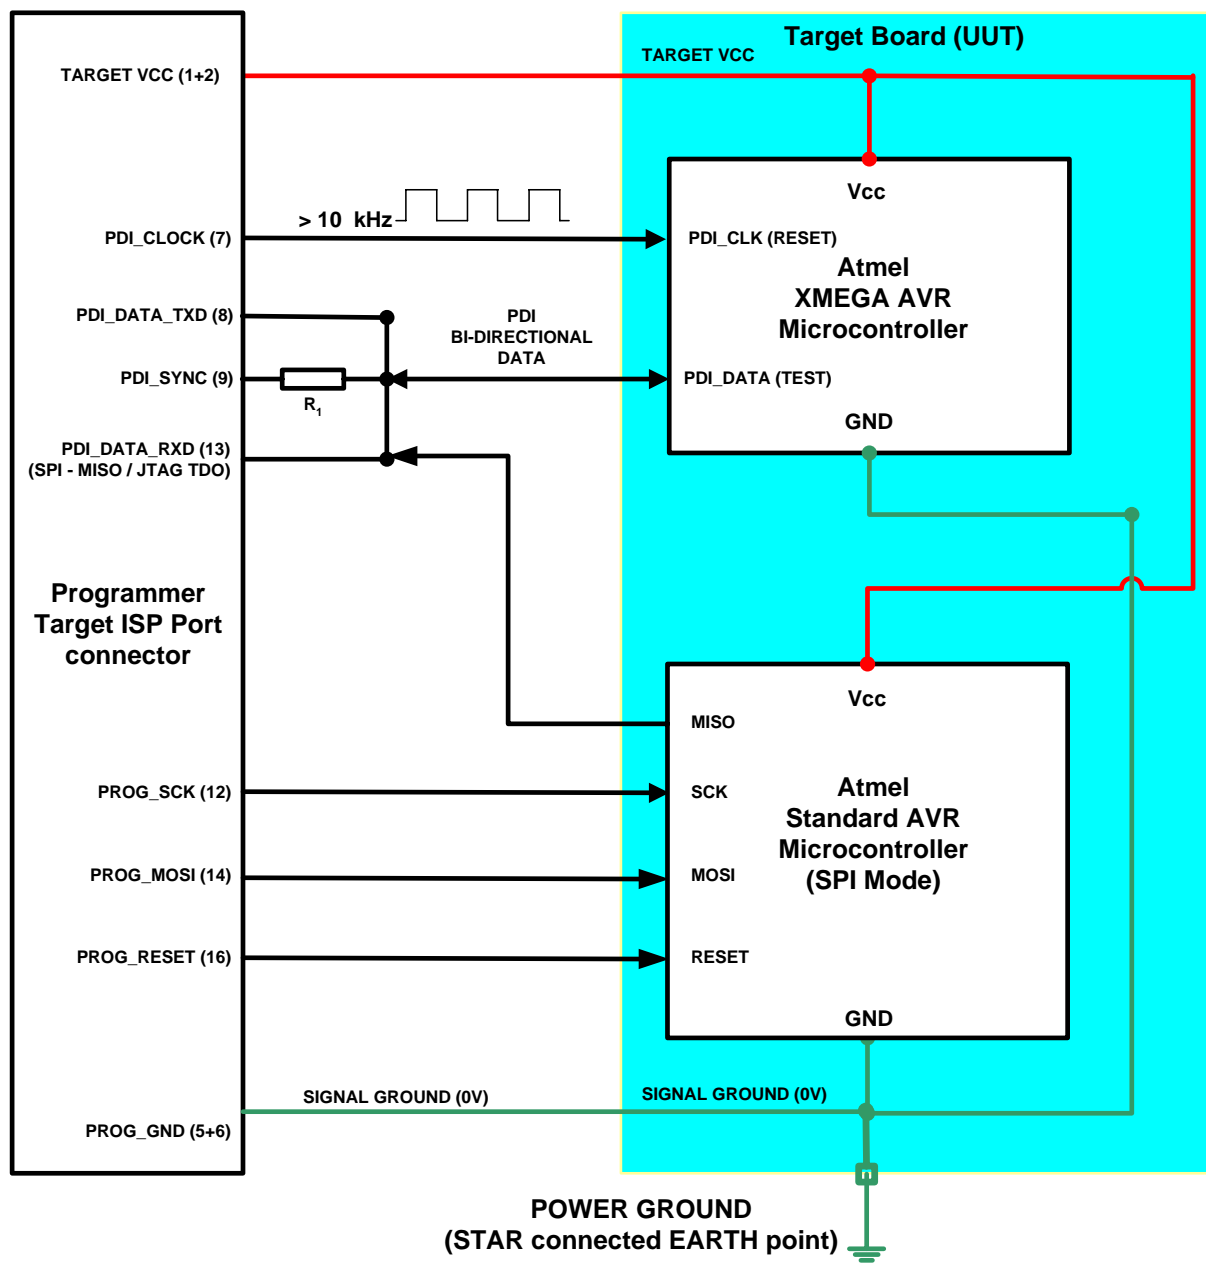 Target Board (UUT)
TARGET VCC
TARGET VCC (1+2)
Vcc
> 10 kHz
PDI_CLOCK (7)
PDI_CLK (RESET)
Atmel
XMEGA AVR
Microcontroller
PDI_DATA_TXD (8)
PDI
BI-DIRECTIONAL
DATA
PDI_SYNC (9)
R1
PDI_DATA (TEST)
GND
PDI_DATA_RXD (13)
(SPI - MISO / JTAG TDO)
Programmer
Target ISP Port
connector
Vcc
MISO
PROG_SCK (12)
SCK
Atmel
Standard AVR
Microcontroller
(SPI Mode)
PROG_MOSI (14)
MOSI
PROG_RESET (16)
RESET
GND
SIGNAL GROUND (0V)
SIGNAL GROUND (0V)
PROG_GND (5+6)
POWER GROUND
(STAR connected EARTH point)